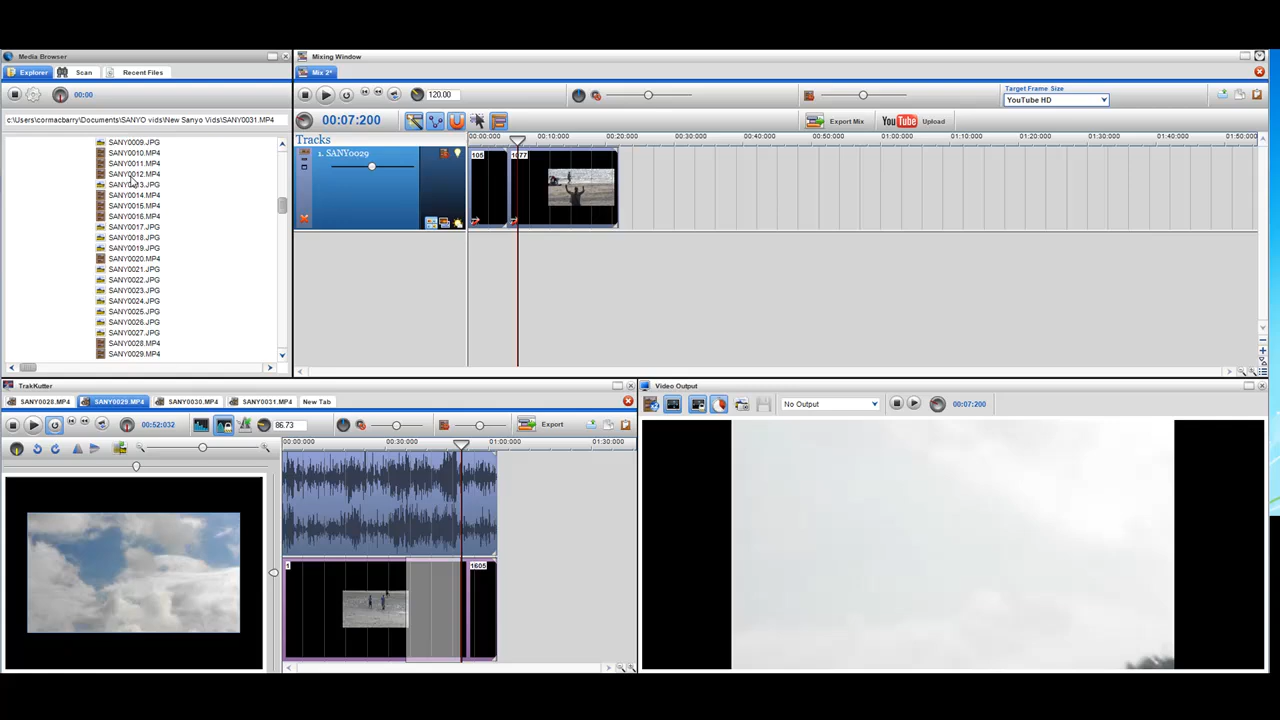 Media Browser
Explorer Scan Recent Files
00:00
c:\Users\cormacbarry\Documents\SANYO vids\New Sanyo Vids\SANY0031.MP4
SANY0009.JPG
SANY0010.MP4
SANY0011.MP4
SANY0012.MP4
SANY0013.JPG
SANY0014.MP4
SANY0015.MP4
SANY0016.MP4
SANY0017.JPG
SANY0018.JPG
SANY0019.JPG
SANY0020.MP4
SANY0021.JPG
SANY0022.JPG
SANY0023.JPG
SANY0024.JPG
SANY0025.JPG
SANY0026.JPG
SANY0027.JPG
SANY0028.MP4
SANY0029.MP4
Mixing Window
Mix 2*
120.00
Target Frame Size
YouTube HD
00:07:200
Export Mix
YouTube Upload
Tracks
00:00:000 00:10:000 00:20:000 00:30:000 00:40:000 00:50:000 01:00:000 01:10:000 01:20:000 01:30:000 01:40:000 01:50:00
1. SANY0029
105
1077
TrakKutter
SANY0028.MP4 SANY0029.MP4 SANY0030.MP4 SANY0031.MP4 New Tab
00:52:032
86.73
Export
00:00:000 00:30:000 01:00:000 01:30:000
1
1605
Video Output
No Output
00:07:200